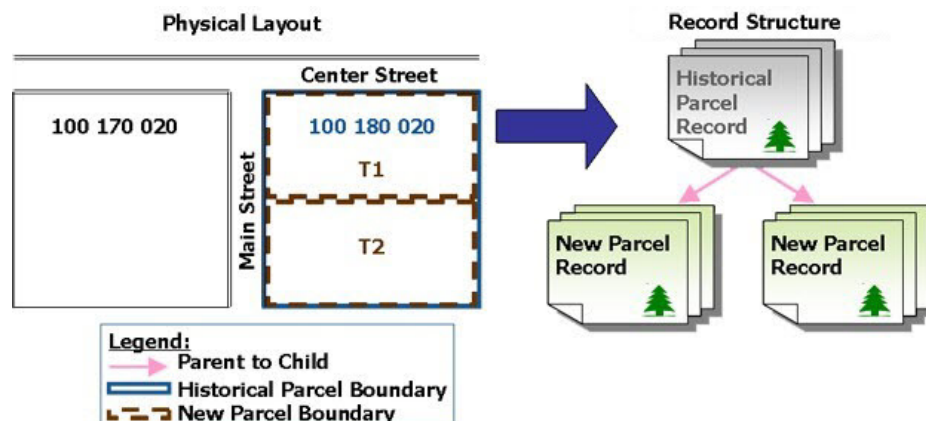 Physical Layout
Record Structure
Center Street
100 170 020
100 180 020
T1
Main Street
T2
Historical
Parcel
Record
New Parcel
Record
New Parcel
Record
Legend:
Parent to Child
Historical Parcel Boundary
New Parcel Boundary